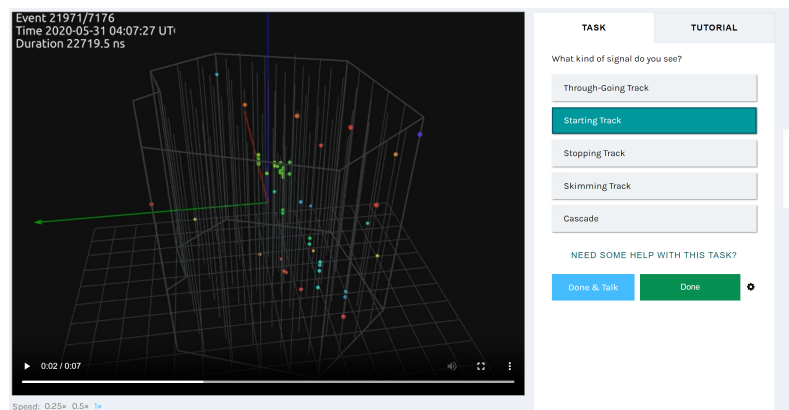 Event 21971/7176
Time 2020-05-31 04:07:27 UT
Duration 22719.5 ns
0:02 / 0:07
Speed: 0.25× 0.5× 1×
TASK
TUTORIAL
What kind of signal do you see?
Through-Going Track
Starting Track
Stopping Track
Skimming Track
Cascade
NEED SOME HELP WITH THIS TASK?
Done & Talk
Done